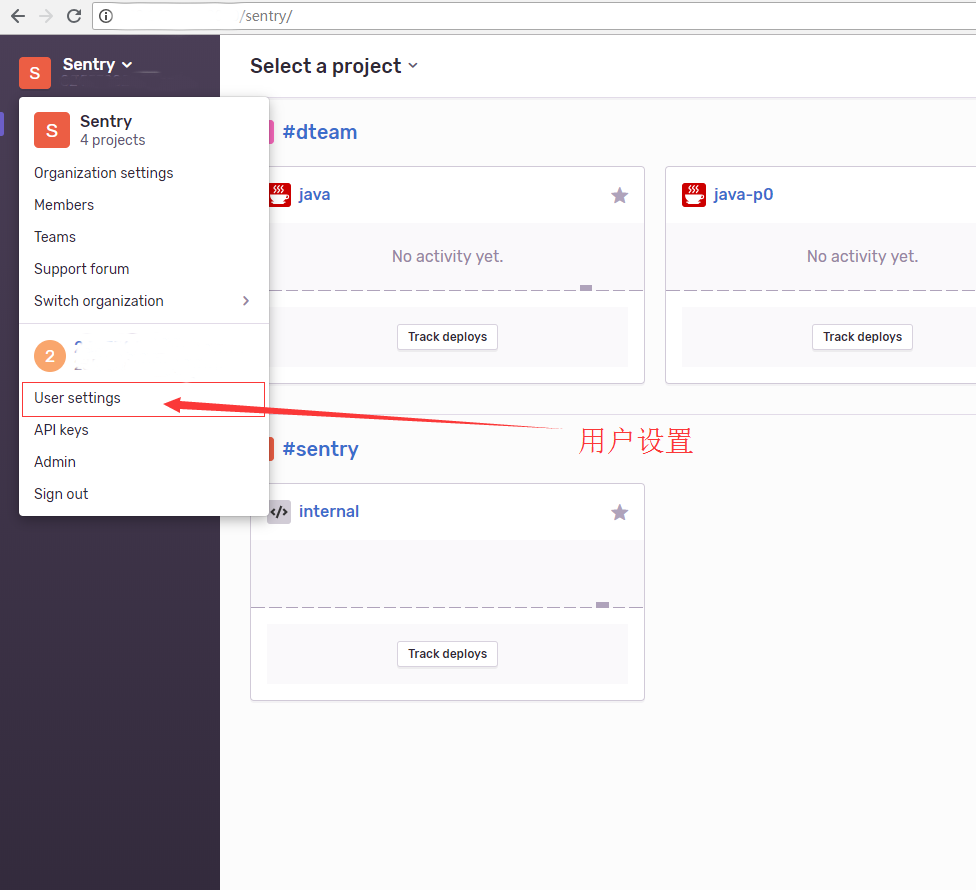 /sentry/
S
Sentry
Select a project
S
Sentry
4 projects
Organization settings
Members
Teams
Support forum
Switch organization
2
User settings
API keys
Admin
Sign out
#dteam
java
No activity yet.
Track deploys
java-p0
No activity yet.
Track deploys
用户设置
#sentry
internal
Track deploys